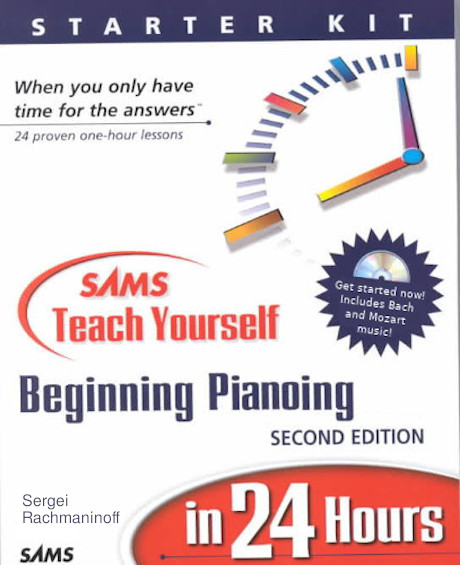 STARTER KIT
When you only have
time for the answers™
24 proven one-hour lessons
Get started now!
Includes Bach
and Mozart
music!
SAMS
Teach Yourself
Beginning Pianoing
SECOND EDITION
Sergei
Rachmaninoff
in 24 Hours
SAMS